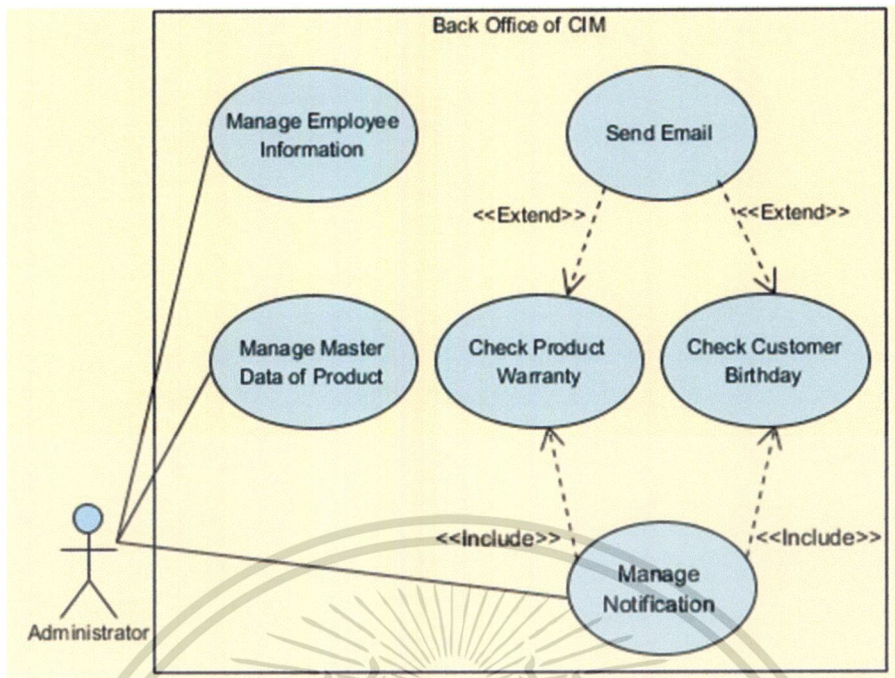 Back Office of CIM
Manage Employee
Information
Send Email
<<Extend>>
<<Extend>>
Manage Master
Data of Product
Check Product
Warranty
Check Customer
Birthday
<<Include>>
<<Include>>
Manage
Notification
Administrator